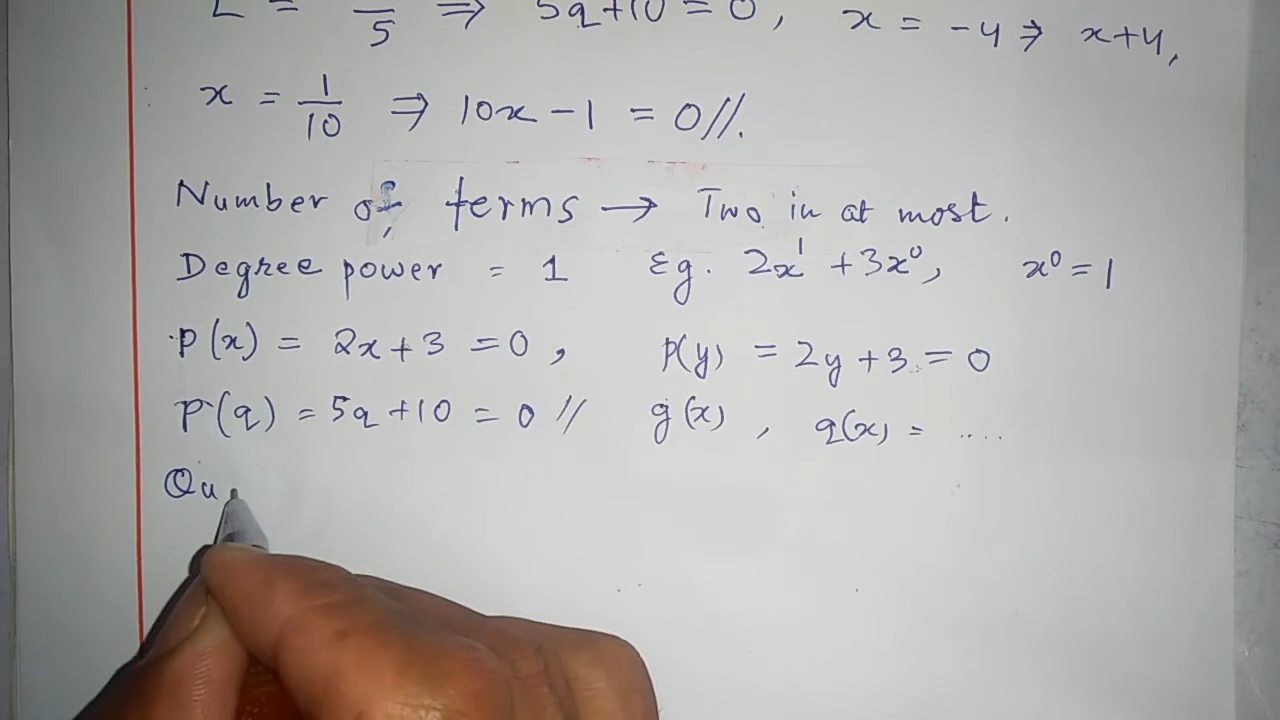 5 ⇒ 5q+10 = 0, x = -4 ⇒ x+4,
x = 1/10 ⇒ 10x - 1 = 0//.
Number of terms → Two in at most.
Degree power = 1 Eg. 2x¹ + 3x⁰, x⁰ = 1
p(x) = 2x+3 = 0, p(y) = 2y+3 = 0
p(q) = 5q+10 = 0 // g(x), q(x) = ....
Qu